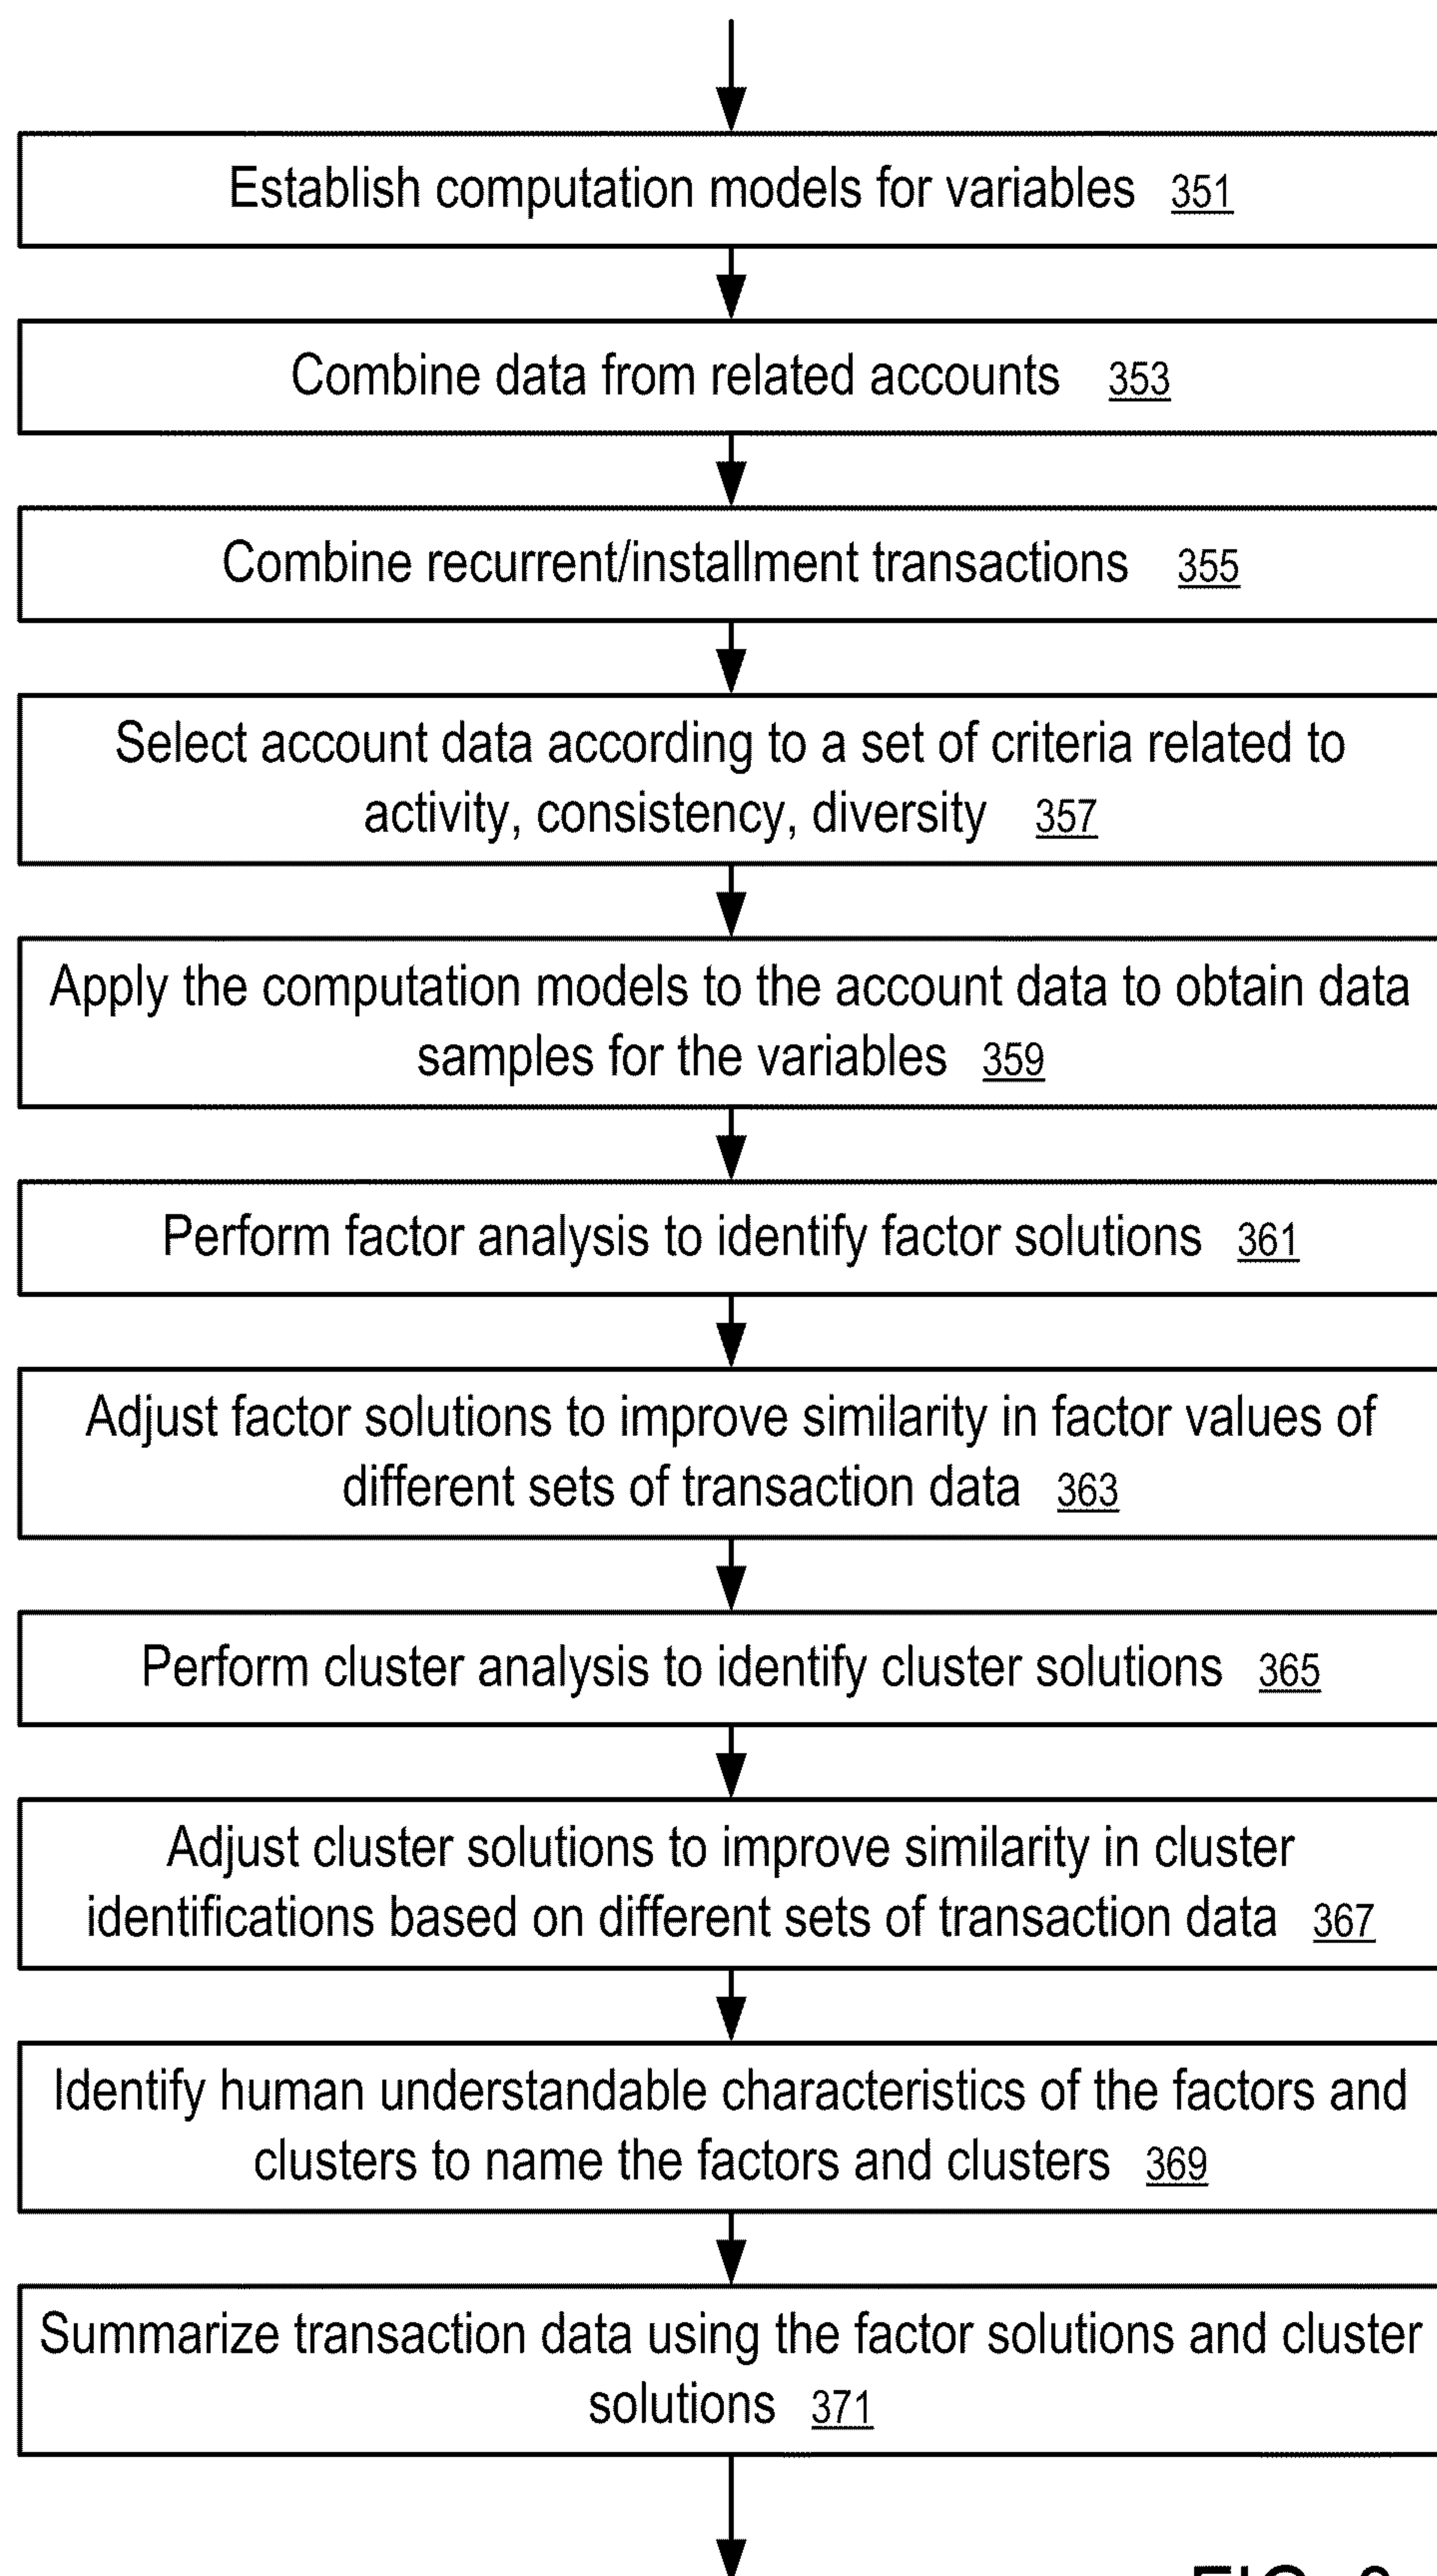 Establish computation models for variables 351
Combine data from related accounts 353
Combine recurrent/installment transactions 355
Select account data according to a set of criteria related to
activity, consistency, diversity 357
Apply the computation models to the account data to obtain data
samples for the variables 359
Perform factor analysis to identify factor solutions 361
Adjust factor solutions to improve similarity in factor values of
different sets of transaction data 363
Perform cluster analysis to identify cluster solutions 365
Adjust cluster solutions to improve similarity in cluster
identifications based on different sets of transaction data 367
Identify human understandable characteristics of the factors and
clusters to name the factors and clusters 369
Summarize transaction data using the factor solutions and cluster
solutions 371